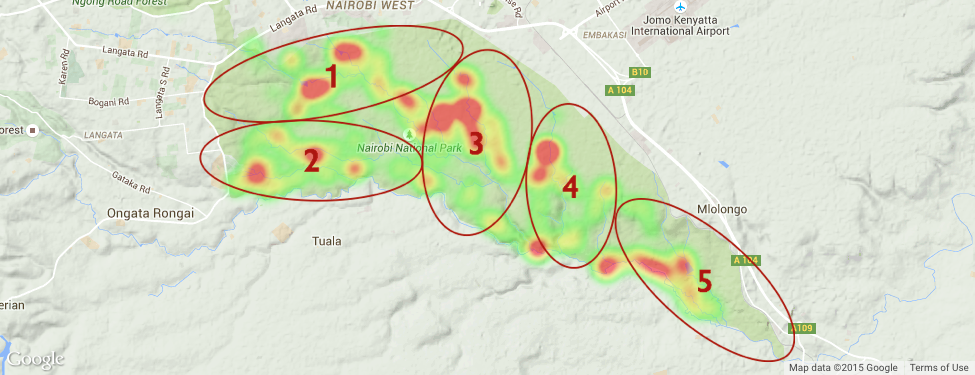 Ngong Road Forest
Langata Rd
NAIROBI WEST
Airport
Jomo Kenyatta
International Airport
EMBAKASI
Langata Rd
Karen Rd
Langata S Rd
Bogani Rd
B10
A 104
1
LANGATA
Nairobi National Park
2
3
4
5
Gataka Rd
Ongata Rongai
Tuala
Mlolongo
A 104
A109
Google
Map data ©2015 Google
Terms of Use